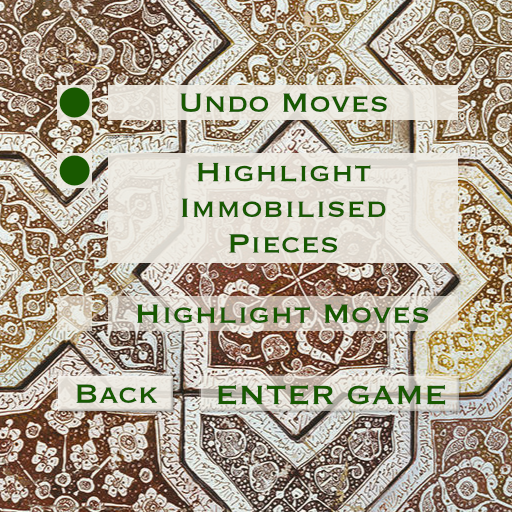 Undo Moves
Highlight
Immobilised
Pieces
Highlight Moves
Back
ENTER GAME